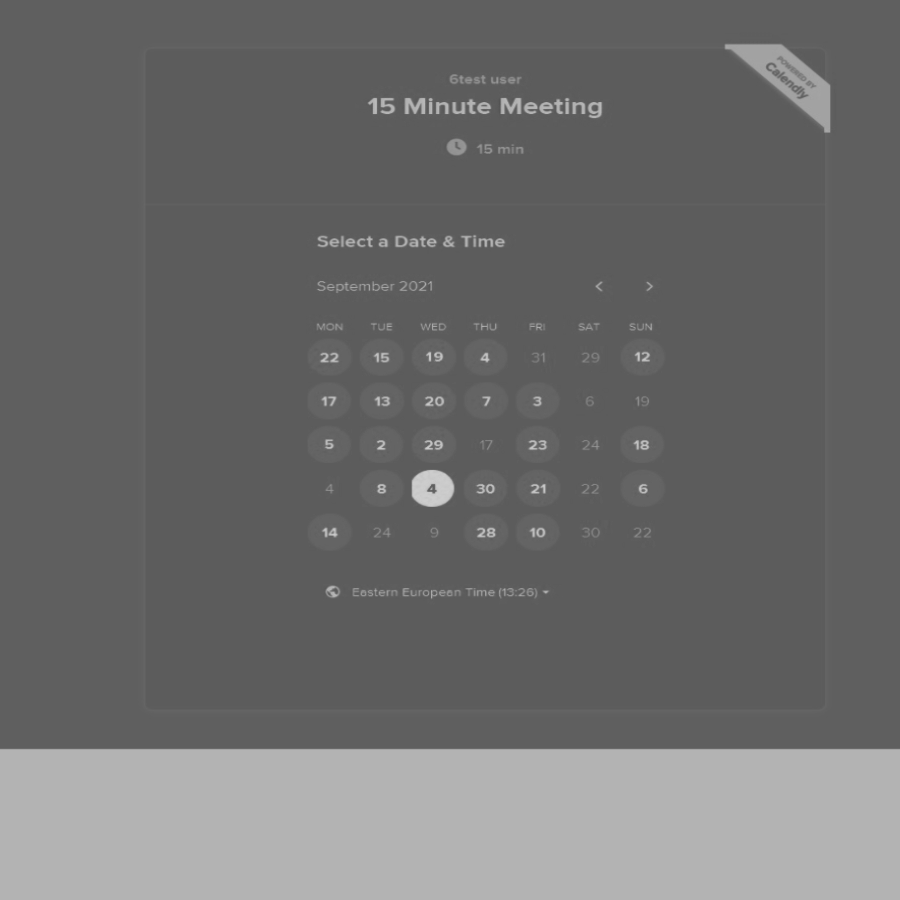 6test user
15 Minute Meeting
15 min
POWERED BY
Calendly
Select a Date & Time
September 2021
MON TUE WED THU FRI SAT SUN
22 15 19 4 31 29 12
17 13 20 7 3 6 19
5 2 29 17 23 24 18
4 8 4 30 21 22 6
14 24 9 28 10 30 22
Eastern European Time (13:26)